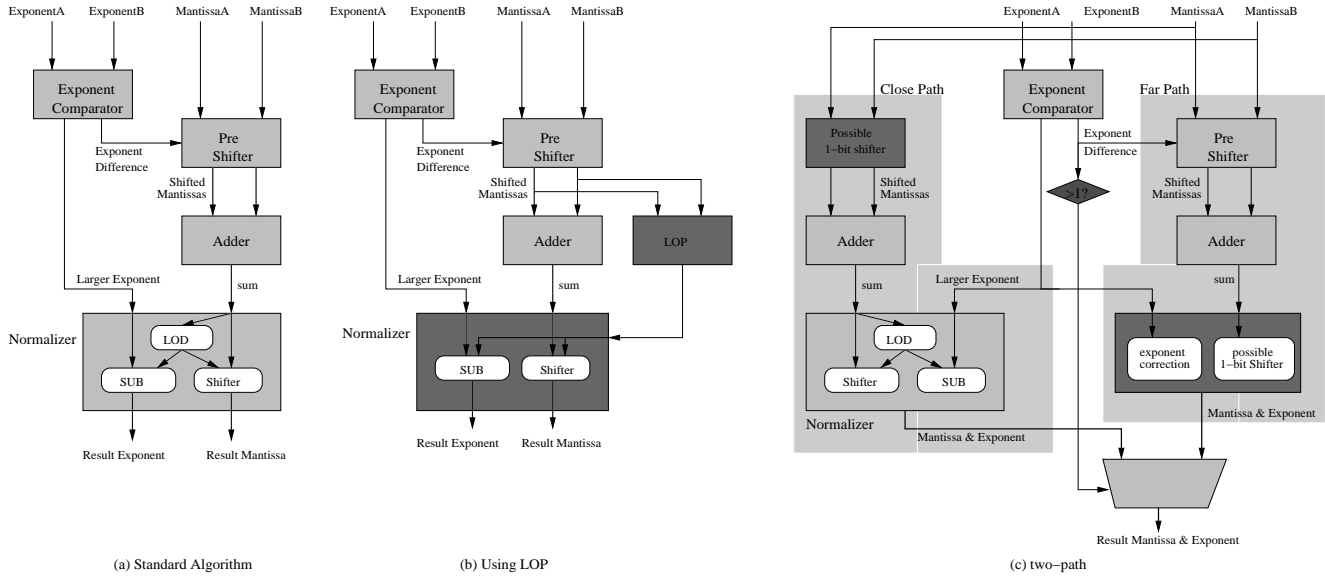 ExponentA
ExponentB
MantissaA
MantissaB
Exponent
Comparator
Exponent
Difference
Pre
Shifter
Shifted
Mantissas
Adder
Larger Exponent
sum
Normalizer
LOD
SUB
Shifter
Result Exponent
Result Mantissa
(a) Standard Algorithm
ExponentA
ExponentB
MantissaA
MantissaB
Exponent
Comparator
Exponent
Difference
Pre
Shifter
Shifted
Mantissas
Adder
LOP
Larger Exponent
sum
Normalizer
SUB
Shifter
Result Exponent
Result Mantissa
(b) Using LOP
ExponentA
ExponentB
MantissaA
MantissaB
Close Path
Exponent
Comparator
Far Path
Possible
1−bit shifter
Exponent
Difference
Pre
Shifter
>1?
Shifted
Mantissas
Shifted
Mantissas
Adder
Adder
sum
Larger Exponent
sum
LOD
Shifter
SUB
exponent
correction
possible
1−bit Shifter
Normalizer
Mantissa & Exponent
Mantissa & Exponent
Result Mantissa & Exponent
(c) two−path